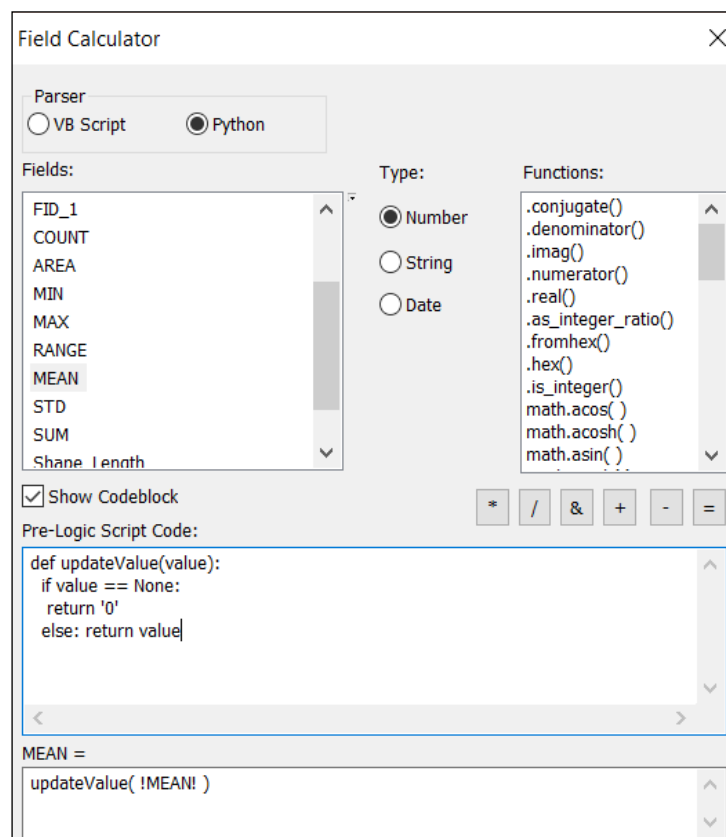 Field Calculator
Parser
VB Script Python
Fields: Type: Functions:
FID_1
COUNT
AREA
MIN
MAX
RANGE
MEAN
STD
SUM
Shape_Length
Number
String
Date
.conjugate()
.denominator()
.imag()
.numerator()
.real()
.as_integer_ratio()
.fromhex()
.hex()
.is_integer()
math.acos( )
math.acosh( )
math.asin( )
Show Codeblock
* / & + - =
Pre-Logic Script Code:
def updateValue(value):
  if value == None:
   return '0'
  else: return value
MEAN =
updateValue( !MEAN! )